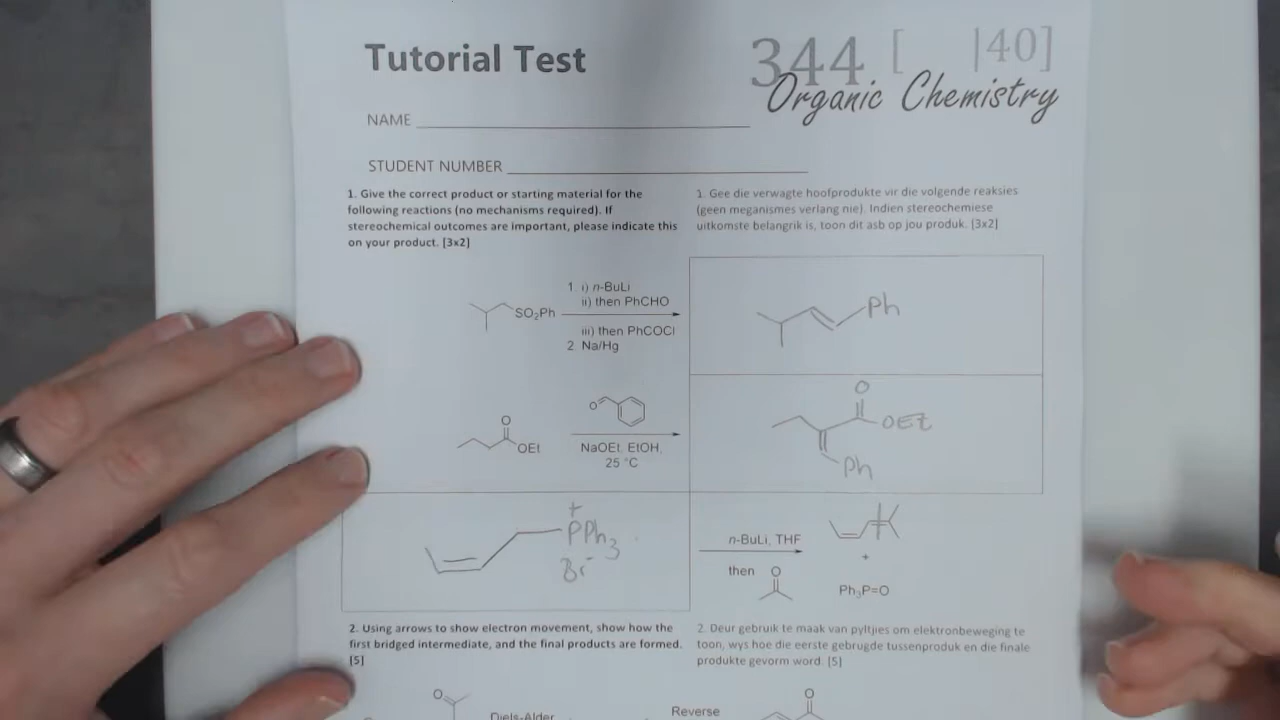 Tutorial Test
344 [ |40]
Organic Chemistry
NAME
STUDENT NUMBER
1. Give the correct product or starting material for the
following reactions (no mechanisms required). If
stereochemical outcomes are important, please indicate this
on your product. [3x2]
1. Gee die verwagte hoofprodukte vir die volgende reaksies
(geen meganismes verlang nie). Indien stereochemiese
uitkomste belangrik is, toon dit asb op jou produk. [3x2]
SO2Ph
1 i) n-BuLi
ii) then PhCHO
iii) then PhCOCl
2 Na/Hg
Ph
O
OEt
O
NaOEt, EtOH,
25 °C
O
OEt
Ph
+
PPh3
Br-
n-BuLi, THF
then O
+
Ph3P=O
2. Using arrows to show electron movement, show how the
first bridged intermediate, and the final products are formed.
[5]
2. Deur gebruik te maak van pyltjies om elektronbeweging te
toon, wys hoe die eerste gebrugde tussenproduk en die finale
produkte gevorm word. [5]
O
Diels-Alder
Reverse
O